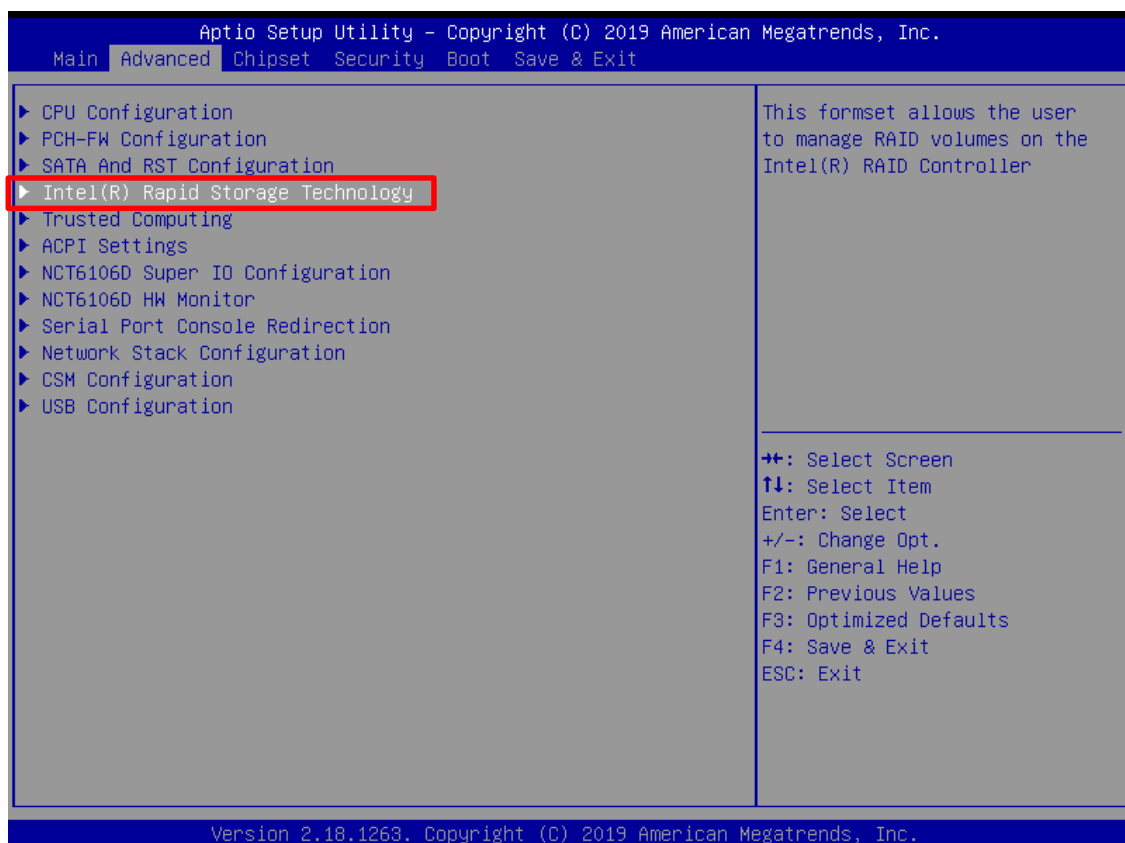 Aptio Setup Utility – Copyright (C) 2019 American Megatrends, Inc.
Main Advanced Chipset Security Boot Save & Exit
▶ CPU Configuration
▶ PCH-FW Configuration
▶ SATA And RST Configuration
▶ Intel(R) Rapid Storage Technology
▶ Trusted Computing
▶ ACPI Settings
▶ NCT6106D Super IO Configuration
▶ NCT6106D HW Monitor
▶ Serial Port Console Redirection
▶ Network Stack Configuration
▶ CSM Configuration
▶ USB Configuration
This formset allows the user
to manage RAID volumes on the
Intel(R) RAID Controller
→←: Select Screen
↑↓: Select Item
Enter: Select
+/-: Change Opt.
F1: General Help
F2: Previous Values
F3: Optimized Defaults
F4: Save & Exit
ESC: Exit
Version 2.18.1263. Copyright (C) 2019 American Megatrends, Inc.